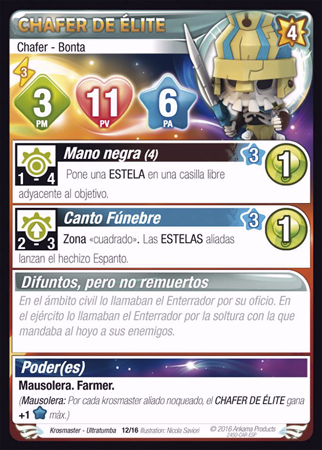 CHAFER DE ÉLITE
4
Chafer - Bonta
3
3 11 6
PM PV PA
Mano negra (4)
3
1
1 - 4
Pone una ESTELA en una casilla libre
adyacente al objetivo.
Canto Fúnebre
3
1
2 - 3
Zona «cuadrado». Las ESTELAS aliadas
lanzan el hechizo Espanto.
Difuntos, pero no remuertos
En el ámbito civil lo llamaban el Enterrador por su oficio. En
el ejército lo llamaban el Enterrador por la soltura con la que
mandaba al hoyo a sus enemigos.
Poder(es)
Mausolera. Farmer.
(Mausolera: Por cada krosmaster aliado noqueado, el CHAFER DE ÉLITE gana
+1 máx.)
Krosmaster - Ultratumba 12/16 Illustration: Nicola Saviori
© 2016 Ankama Products